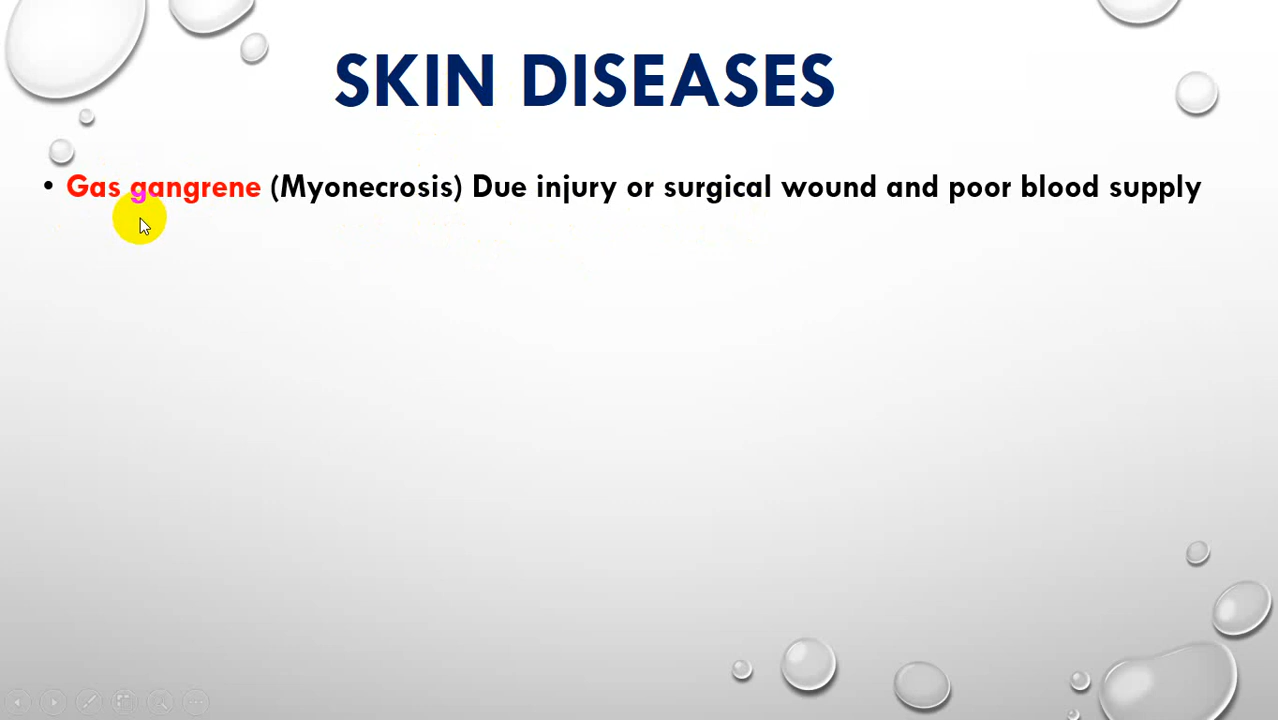 SKIN DISEASES
• Gas gangrene (Myonecrosis) Due injury or surgical wound and poor blood supply